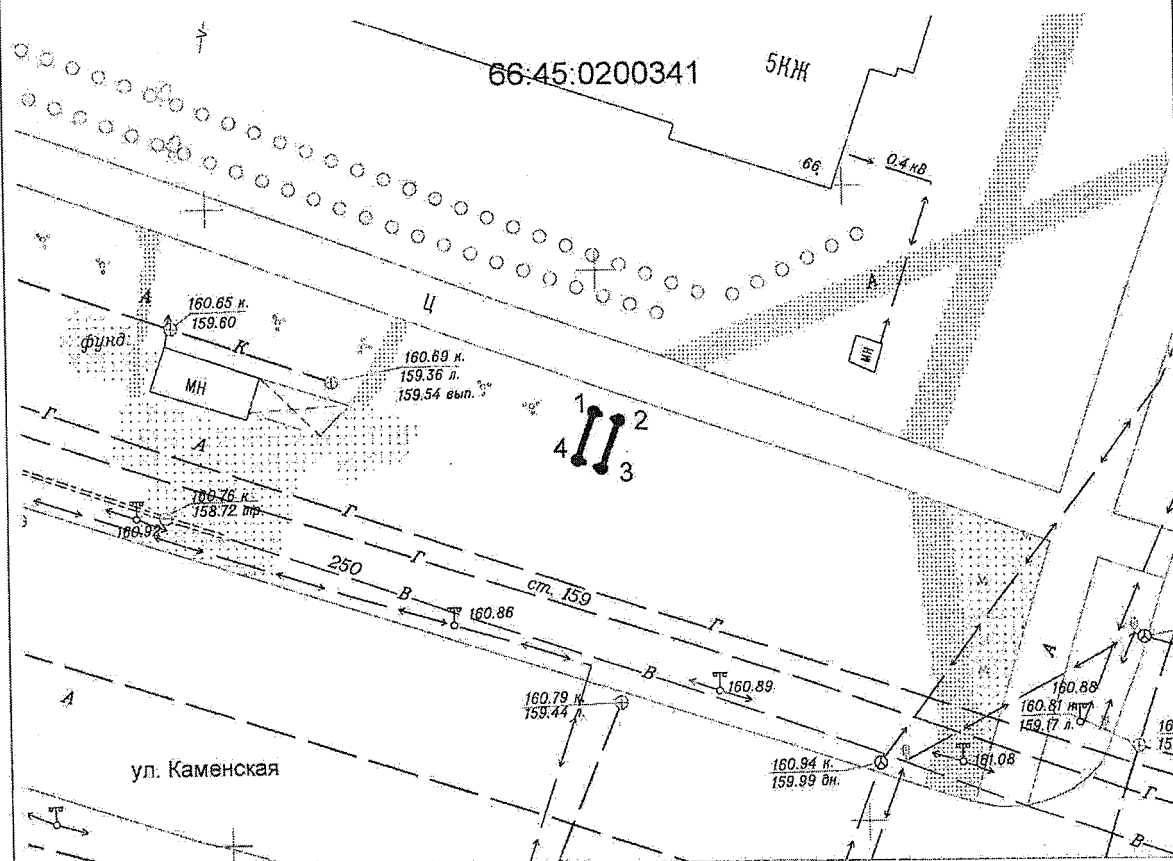 66:45:0200341
5КЖ
66
0.4 кВ
А
Ц
А
160.65 к.
159.60
фунд.
К
160.69 к.
159.36 л.
159.54 вып.
МН
МН
1
2
4
3
Г
А
160.76 к.
158.72 тр.
160.92
Г
Г
250
ст. 159
В
160.86
Г
В
160.89
А
160.88
160.81 к.
159.17 л.
160.79 к.
159.44 л.
А
ул. Каменская
160.94 к.
159.99 дн.
161.08
Г
В